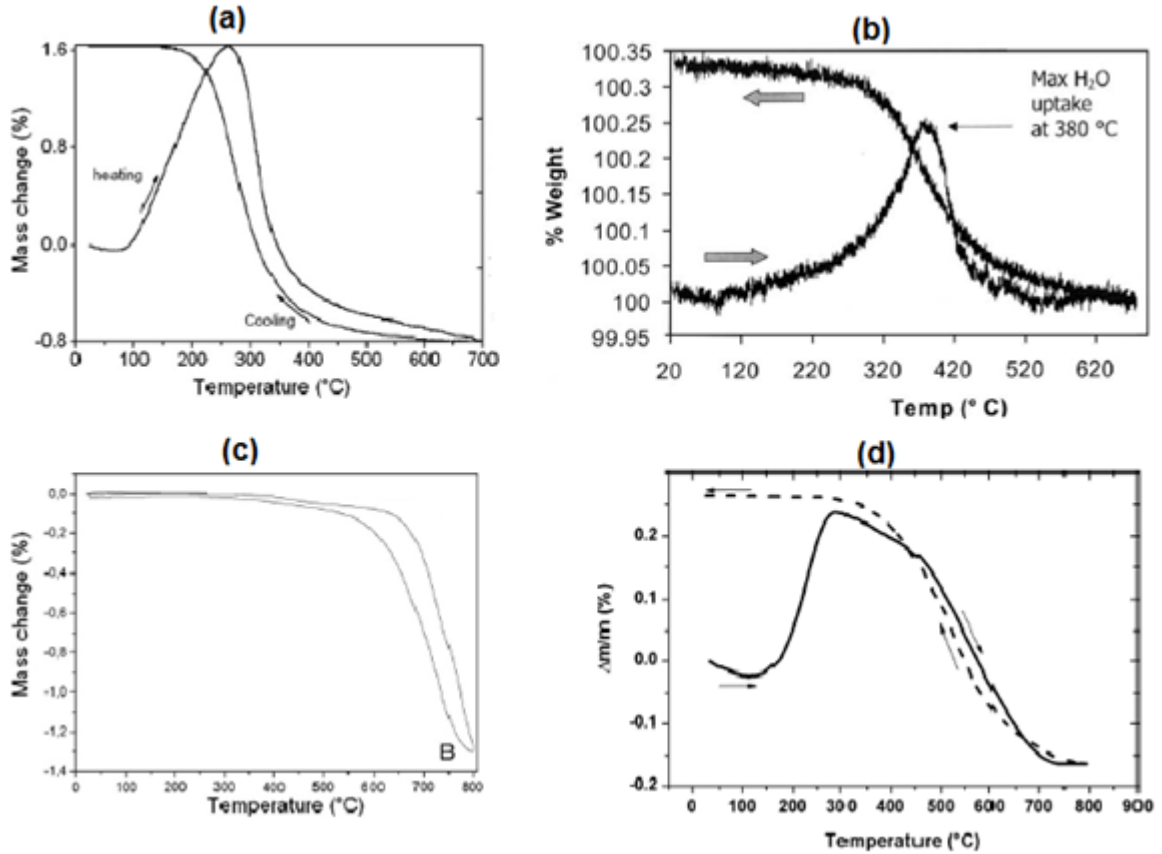 (a)
1.6
0.8
0.0
-0.8
Mass change (%)
heating
Cooling
0 100 200 300 400 500 600 700
Temperature (°C)
(b)
100.35
100.3
100.25
100.2
100.15
100.1
100.05
100
99.95
% Weight
Max H₂O
uptake
at 380 °C
20 120 220 320 420 520 620
Temp (° C)
(c)
0,0
-0,2
-0,4
-0,6
-0,8
-1,0
-1,2
-1,4
Mass change (%)
B
0 100 200 300 400 500 600 700 800
Temperature (°C)
(d)
0.2
0.1
0.0
-0.1
-0.2
Δm/m (%)
0 100 200 300 400 500 600 700 800 900
Temperature (°C)